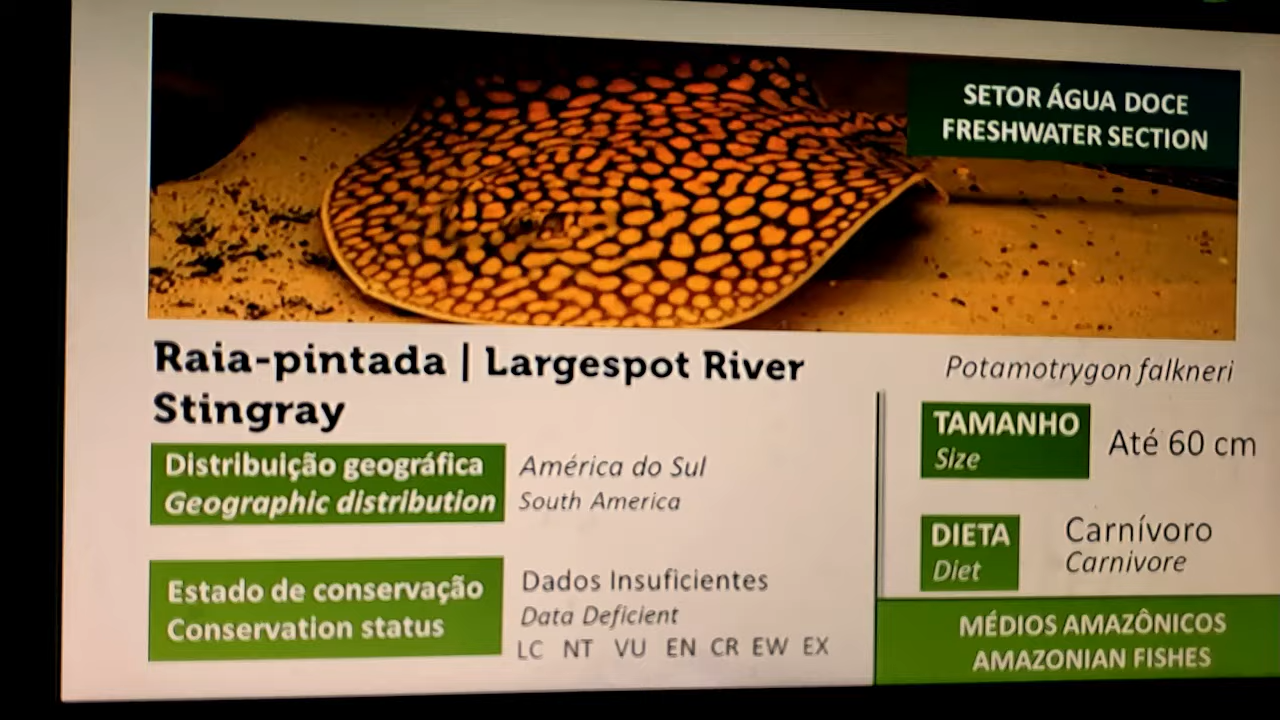 SETOR ÁGUA DOCE
FRESHWATER SECTION
Raia-pintada | Largespot River
Stingray
Potamotrygon falkneri
Distribuição geográfica
Geographic distribution
América do Sul
South America
Estado de conservação
Conservation status
Dados Insuficientes
Data Deficient
LC NT VU EN CR EW EX
TAMANHO
Size
Até 60 cm
DIETA
Diet
Carnívoro
Carnivore
MÉDIOS AMAZÔNICOS
AMAZONIAN FISHES